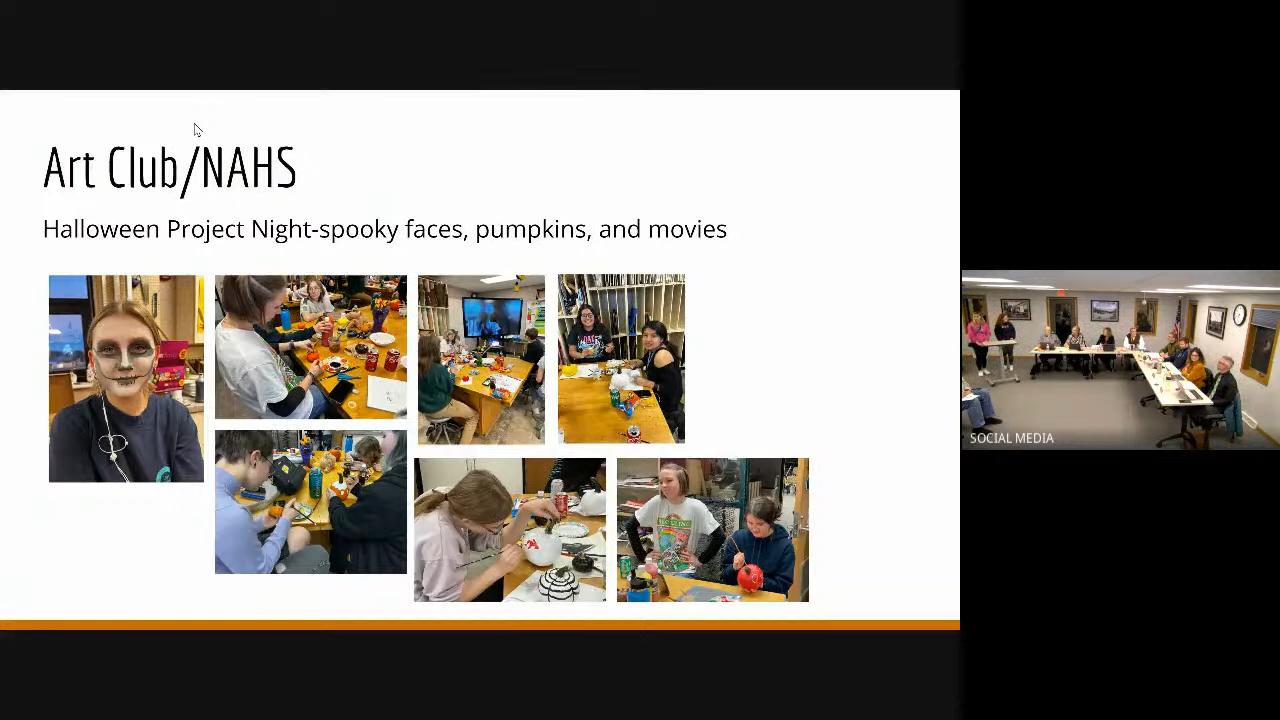 Art Club/NAHS
Halloween Project Night-spooky faces, pumpkins, and movies
SOCIAL MEDIA